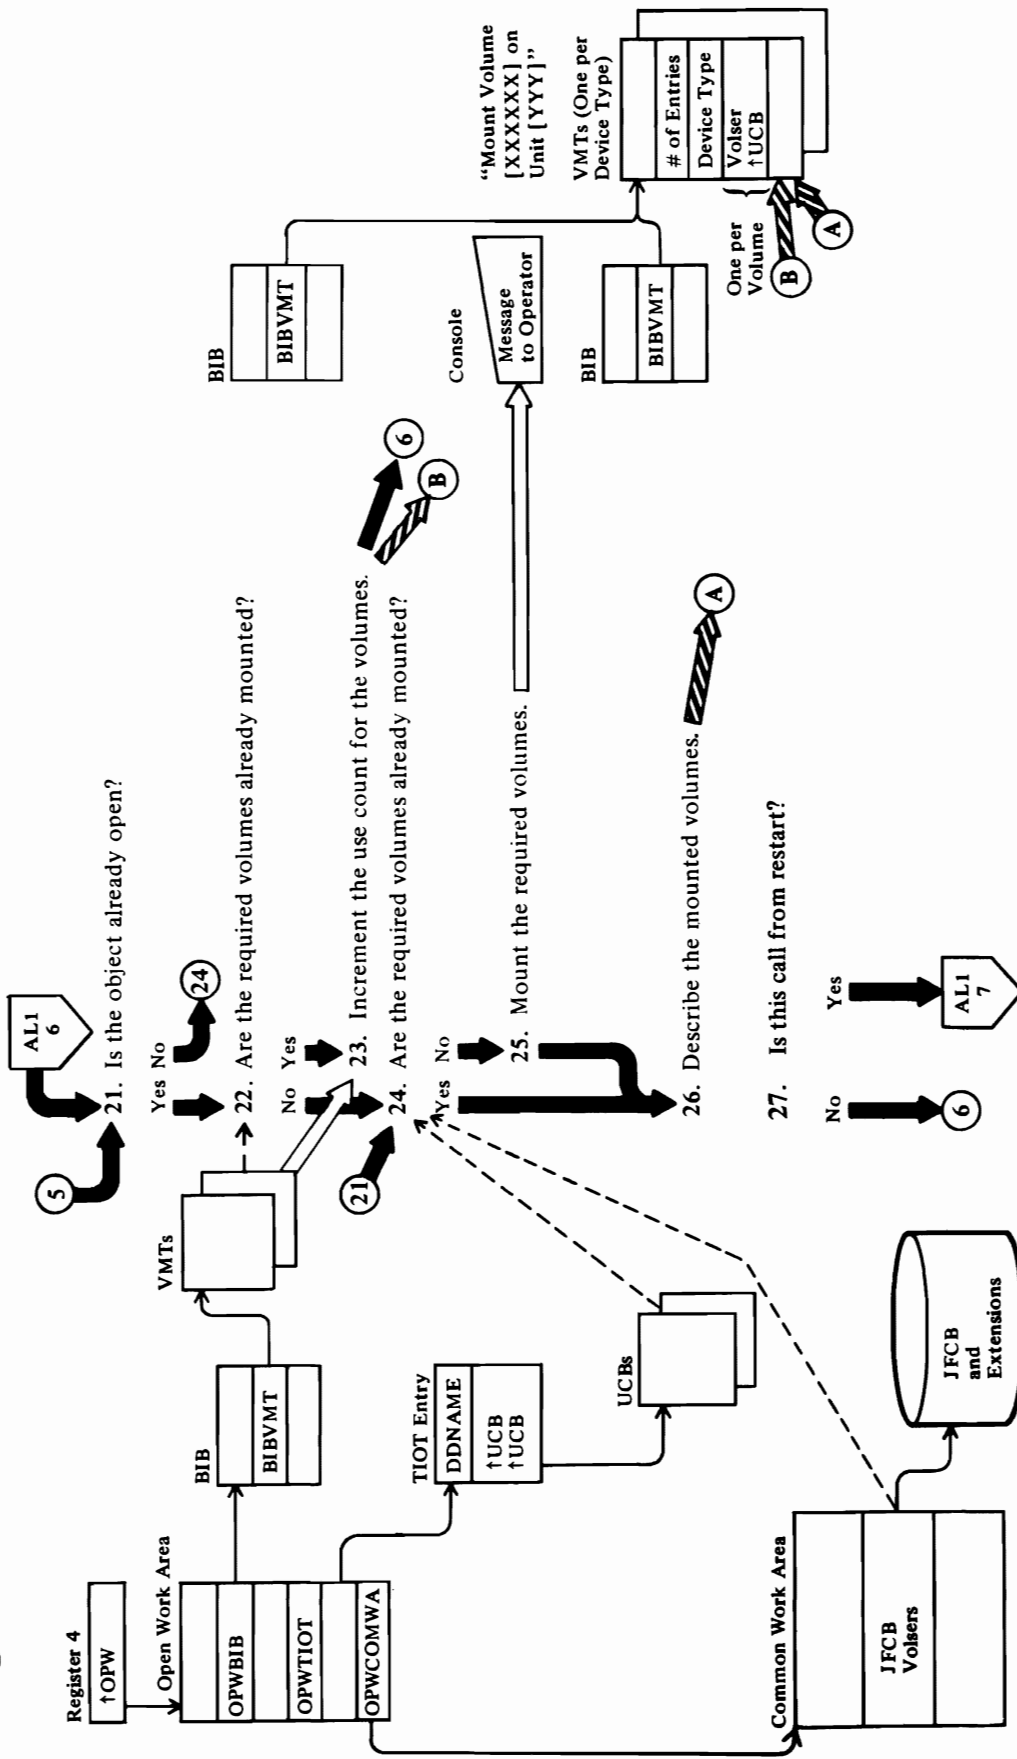 Register 4
↑OPW
Open Work Area
OPWBIB
OPWTIOT
OPWCOMWA
BIB
BIBVMT
VMTs
TIOT Entry
DDNAME
↑UCB
↑UCB
UCBs
Common Work Area
JFCB
Volsers
JFCB
and
Extensions
5
AL1
6
21. Is the object already open?
Yes No
24
22. Are the required volumes already mounted?
No Yes
23. Increment the use count for the volumes.
6
B
21
24. Are the required volumes already mounted?
Yes No
25. Mount the required volumes.
26. Describe the mounted volumes.
A
27. Is this call from restart?
No Yes
6
AL1
7
BIB
BIBVMT
Console
Message
to Operator
"Mount Volume
[XXXXXX] on
Unit [YYY]"
BIB
BIBVMT
VMTs (One per
Device Type)
# of Entries
Device Type
Volser
↑UCB
One per
Volume
B
A